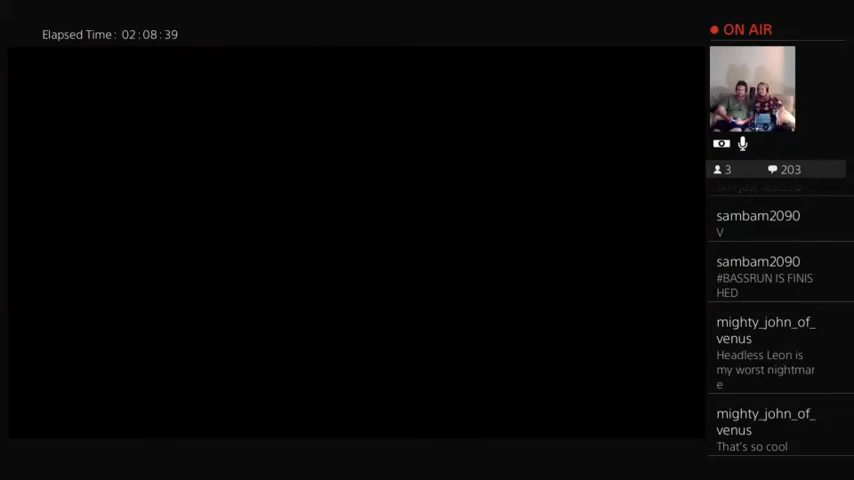 Elapsed Time: 02:08:39
ON AIR
3 203
sambam2090
V
sambam2090
#BASSRUN IS FINIS
HED
mighty_john_of_
venus
Headless Leon is
my worst nightmar
e
mighty_john_of_
venus
That's so cool